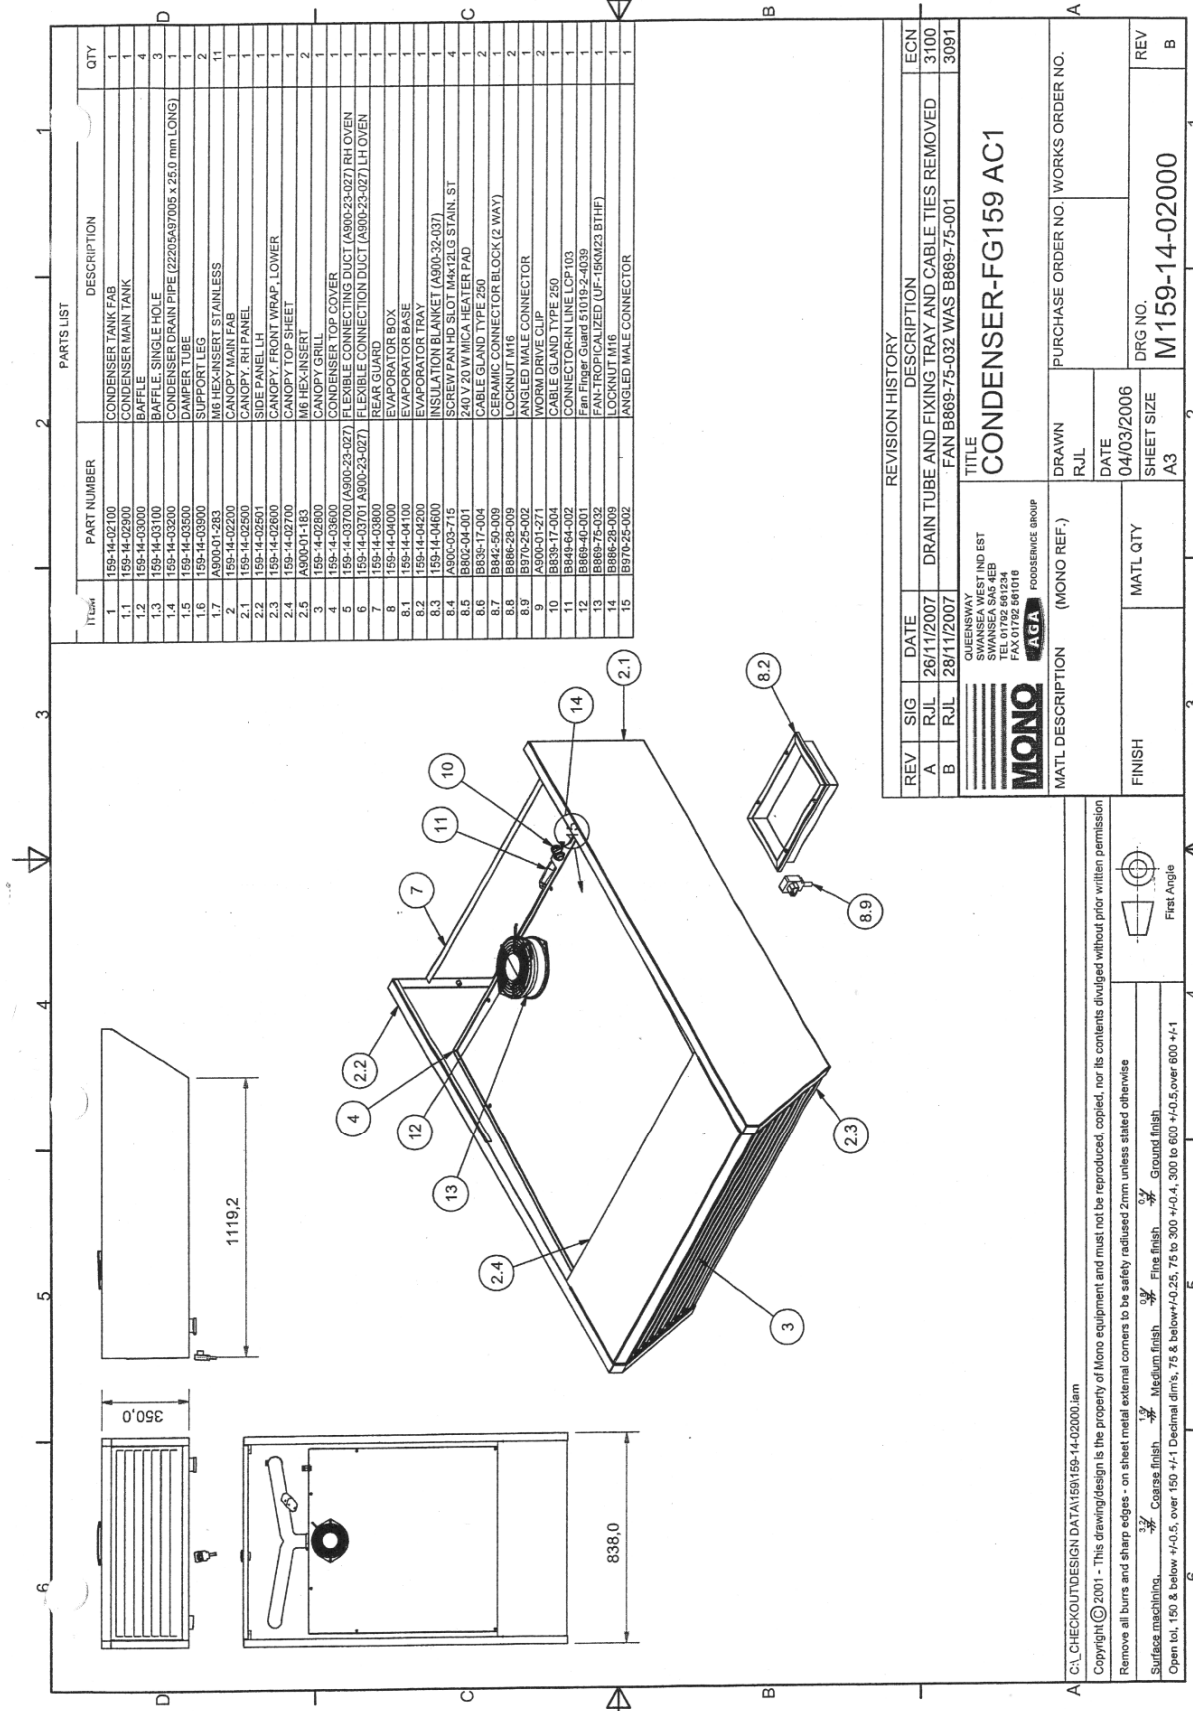 PARTS LIST
ITEM PART NUMBER DESCRIPTION QTY
1 159-14-02100 CONDENSER TANK FAB 1
1.1 159-14-02900 CONDENSER MAIN TANK 1
1.2 159-14-03000 BAFFLE 4
1.3 159-14-03100 BAFFLE, SINGLE HOLE 3
1.4 159-14-03200 CONDENSER DRAIN PIPE (22205A97005 x 25.0 mm LONG) 1
1.5 159-14-03500 DAMPER TUBE 1
1.6 159-14-03900 SUPPORT LEG 2
1.7 A900-01-283 M6 HEX-INSERT STAINLESS 11
2 159-14-02200 CANOPY MAIN FAB 1
2.1 159-14-02500 CANOPY, RH PANEL 1
2.2 159-14-02501 SIDE PANEL LH 1
2.3 159-14-02600 CANOPY, FRONT WRAP, LOWER 1
2.4 159-14-02700 CANOPY TOP SHEET 1
2.5 A900-01-183 M6 HEX-INSERT 2
3 159-14-02800 CANOPY GRILL 1
4 159-14-03600 CONDENSER TOP COVER 1
5 159-14-03700 (A900-23-027) FLEXIBLE CONNECTING DUCT (A900-23-027) RH OVEN 1
6 159-14-03701 A900-23-027) FLEXIBLE CONNECTION DUCT (A900-23-027) LH OVEN 1
7 159-14-03800 REAR GUARD 1
8 159-14-04000 EVAPORATOR BOX 1
8.1 159-14-04100 EVAPORATOR BASE 1
8.2 159-14-04200 EVAPORATOR TRAY 1
8.3 159-14-04600 INSULATION BLANKET (A900-32-037) 1
8.4 A900-03-715 SCREW PAN HD SLOT M4x12LG STAIN. ST 4
8.5 B802-04-001 240 V 20 W MICA HEATER PAD 1
8.6 B839-17-004 CABLE GLAND TYPE 250 2
8.7 B842-50-009 CERAMIC CONNECTOR BLOCK (2 WAY) 1
8.8 B886-28-009 LOCKNUT M16 2
8.9 B970-25-002 ANGLED MALE CONNECTOR 1
9 A900-01-271 WORM DRIVE CLIP 2
10 B839-17-004 CABLE GLAND TYPE 250 1
11 B849-64-002 CONNECTOR-IN LINE LCP103 1
12 B869-40-001 Fan Finger Guard 51019-2-4039 1
13 B869-75-032 FAN-TROPICALIZED (UF-15KM23 BTHF) 1
14 B886-28-009 LOCKNUT M16 1
15 B970-25-002 ANGLED MALE CONNECTOR 1
350,0
1119,2
838,0
2.2
4
12
13
2.4
3
7
11
10
14
15
2.1
2.3
8.2
8.9
REVISION HISTORY
REV SIG DATE DESCRIPTION ECN
A RJL 26/11/2007 DRAIN TUBE AND FIXING TRAY AND CABLE TIES REMOVED 3100
B RJL 28/11/2007 FAN B869-75-032 WAS B869-75-001 3091
MONO
QUEENSWAY
SWANSEA WEST IND EST
SWANSEA SA5 4EB
TEL 01792 561234
FAX 01792 561016
AGA FOODSERVICE GROUP
TITLE
CONDENSER-FG159 AC1
MATL DESCRIPTION (MONO REF.)
DRAWN
RJL
PURCHASE ORDER NO. WORKS ORDER NO.
DATE
04/03/2006
FINISH
MATL QTY
SHEET SIZE
A3
DRG NO.
M159-14-02000
REV
B
C:\_CHECKOUT\DESIGN DATA\159\159-14-02000.iam
Copyright © 2001 - This drawing/design is the property of Mono equipment and must not be reproduced, copied, nor its contents divulged without prior written permission
Remove all burrs and sharp edges - on sheet metal external corners to be safety radiused 2mm unless stated otherwise
Surface machining. 3.2 Coarse finish 1.6 Medium finish 0.8 Fine finish 0.4 Ground finish
Open tol, 150 & below +/-0.5, over 150 +/-1 Decimal dim's, 75 & below+/-0.25, 75 to 300 +/-0.4, 300 to 600 +/-0.5,over 600 +/-1
First Angle
6 5 4 3 2 1
D C B A